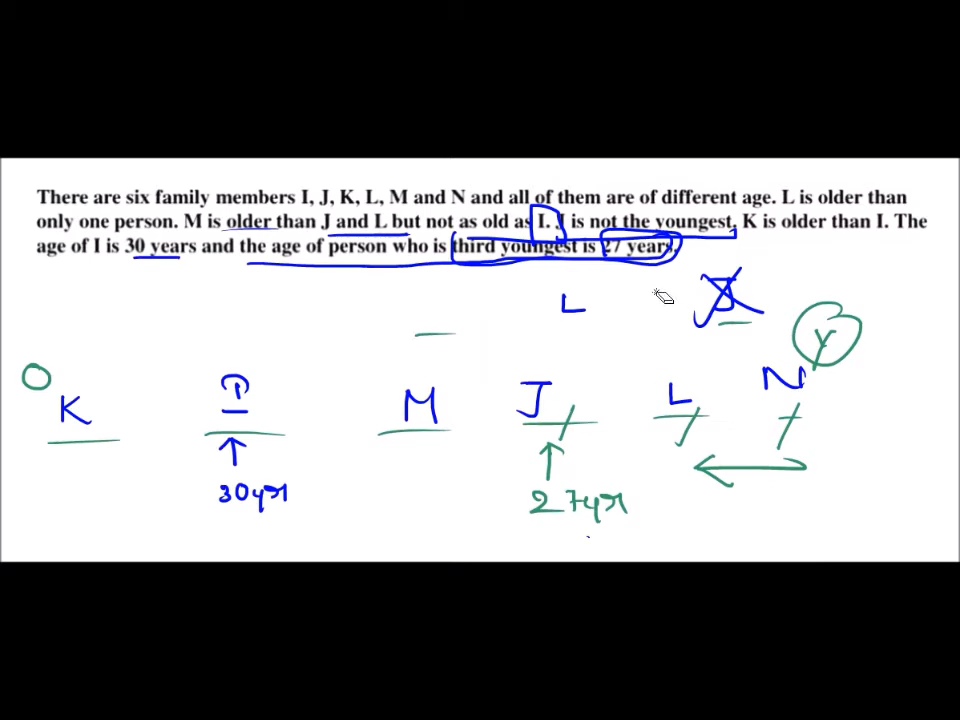 There are six family members I, J, K, L, M and N and all of them are of different age. L is older than
only one person. M is older than J and L but not as old as I. J is not the youngest. K is older than I. The
age of I is 30 years and the age of person who is third youngest is 27 years.
L J
O Y
K I M J L N
30yr 27yr